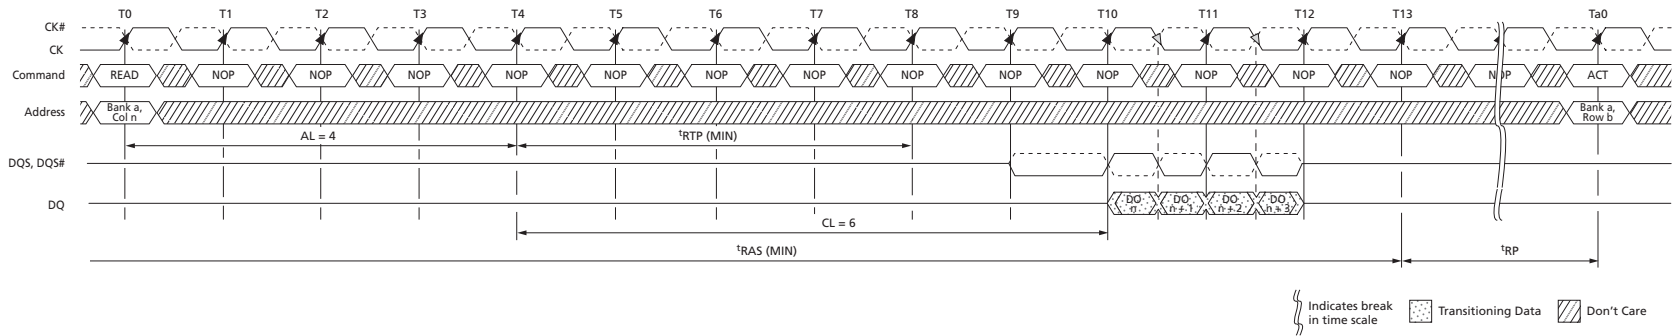 T0 T1 T2 T3 T4 T5 T6 T7 T8 T9 T10 T11 T12 T13 Ta0
CK#
CK
Command READ NOP NOP NOP NOP NOP NOP NOP NOP NOP NOP NOP NOP NOP NOP ACT
Address Bank a, Col n Bank a, Row b
AL = 4 tRTP (MIN)
DQS, DQS#
DQ DO n DO n + 1 DO n + 2 DO n + 3
CL = 6
tRAS (MIN) tRP
Indicates break in time scale Transitioning Data Don't Care